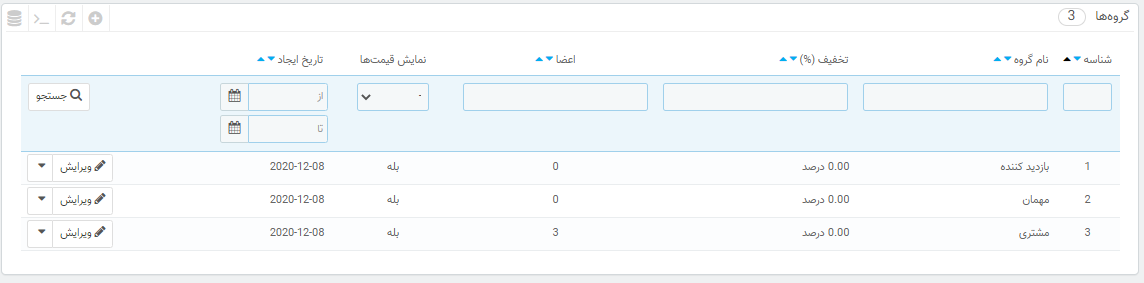 گروه‌ها 3
شناسه نام گروه تخفیف (%) اعضا نمایش قیمت‌ها تاریخ ایجاد
- از جستجو
تا
1 بازدید کننده 0.00 درصد 0 بله 2020-12-08 ویرایش
2 مهمان 0.00 درصد 0 بله 2020-12-08 ویرایش
3 مشتری 0.00 درصد 3 بله 2020-12-08 ویرایش